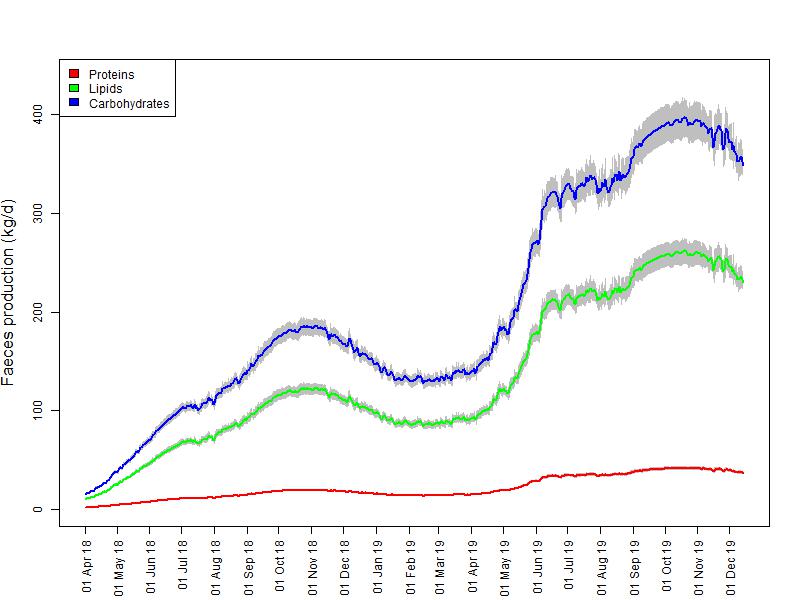 Proteins
Lipids
Carbohydrates
Faeces production (kg/d)
400
300
200
100
0
01 Apr 18
01 May 18
01 Jun 18
01 Jul 18
01 Aug 18
01 Sep 18
01 Oct 18
01 Nov 18
01 Dec 18
01 Jan 19
01 Feb 19
01 Mar 19
01 Apr 19
01 May 19
01 Jun 19
01 Jul 19
01 Aug 19
01 Sep 19
01 Oct 19
01 Nov 19
01 Dec 19